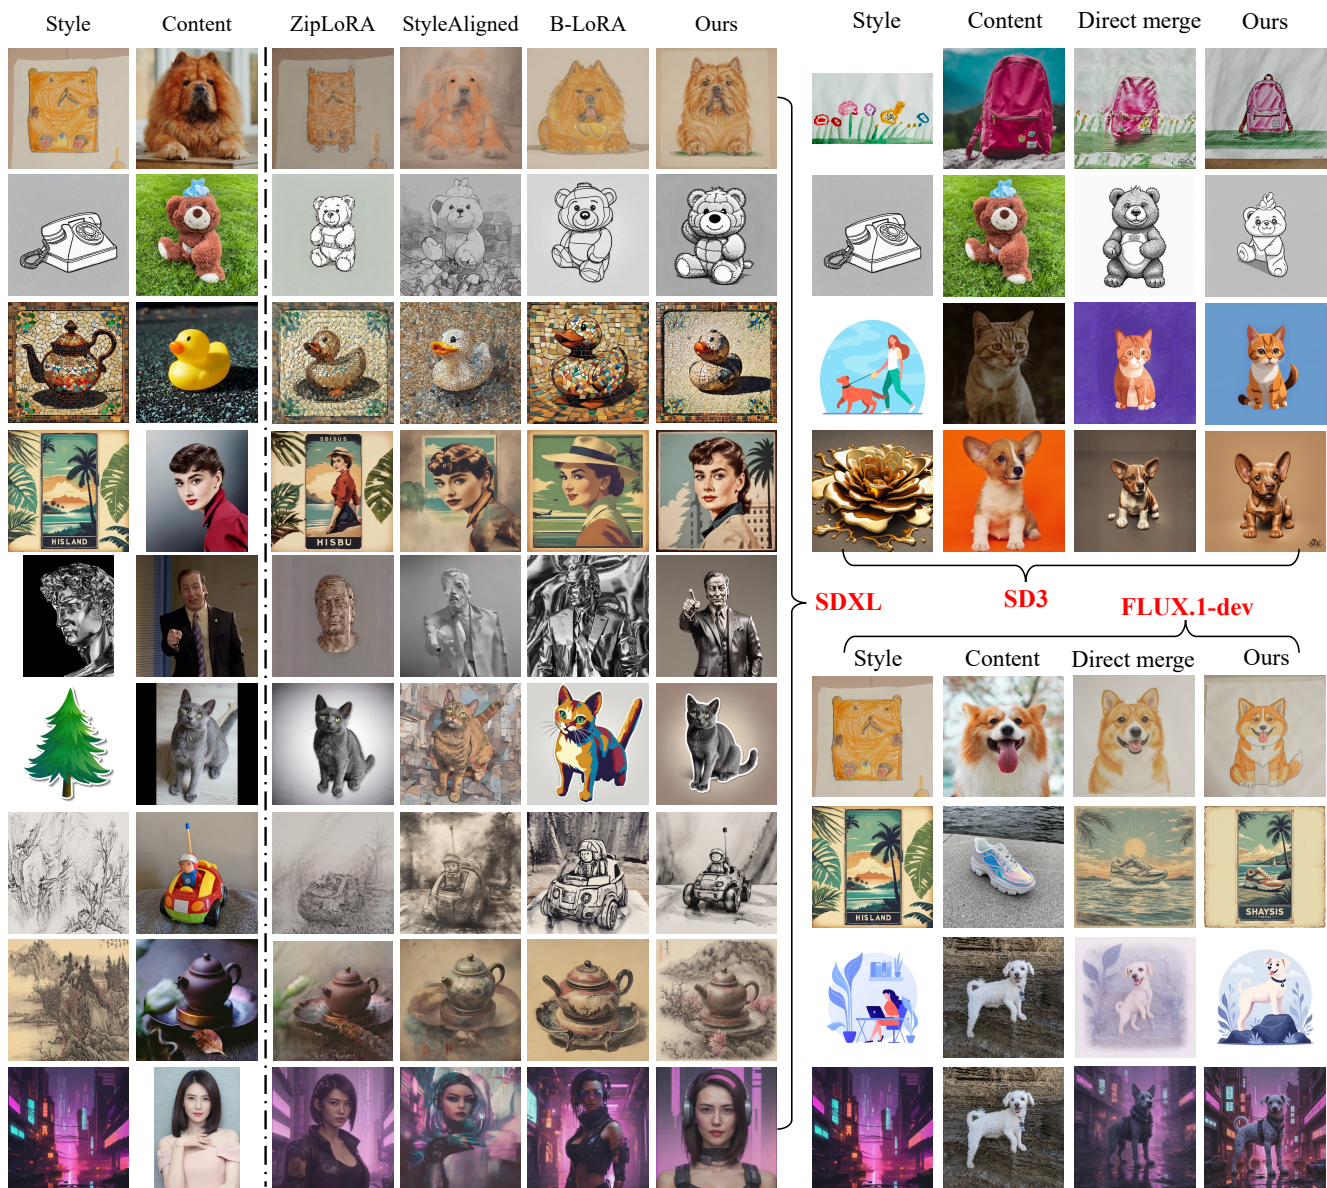 Style Content ZipLoRA StyleAligned B-LoRA Ours
HISLAND
SBISUS
HISBU
SDXL
Style Content Direct merge Ours
SD3
FLUX.1-dev
Style Content Direct merge Ours
HISLAND
SHAYSIS